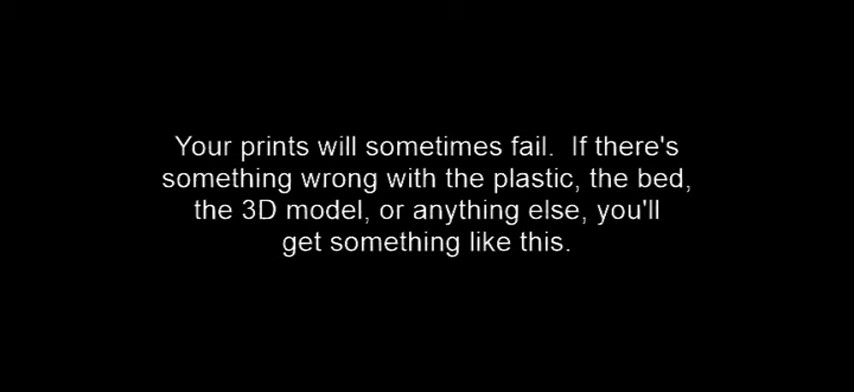 Your prints will sometimes fail.  If there's
something wrong with the plastic, the bed,
the 3D model, or anything else, you'll
get something like this.